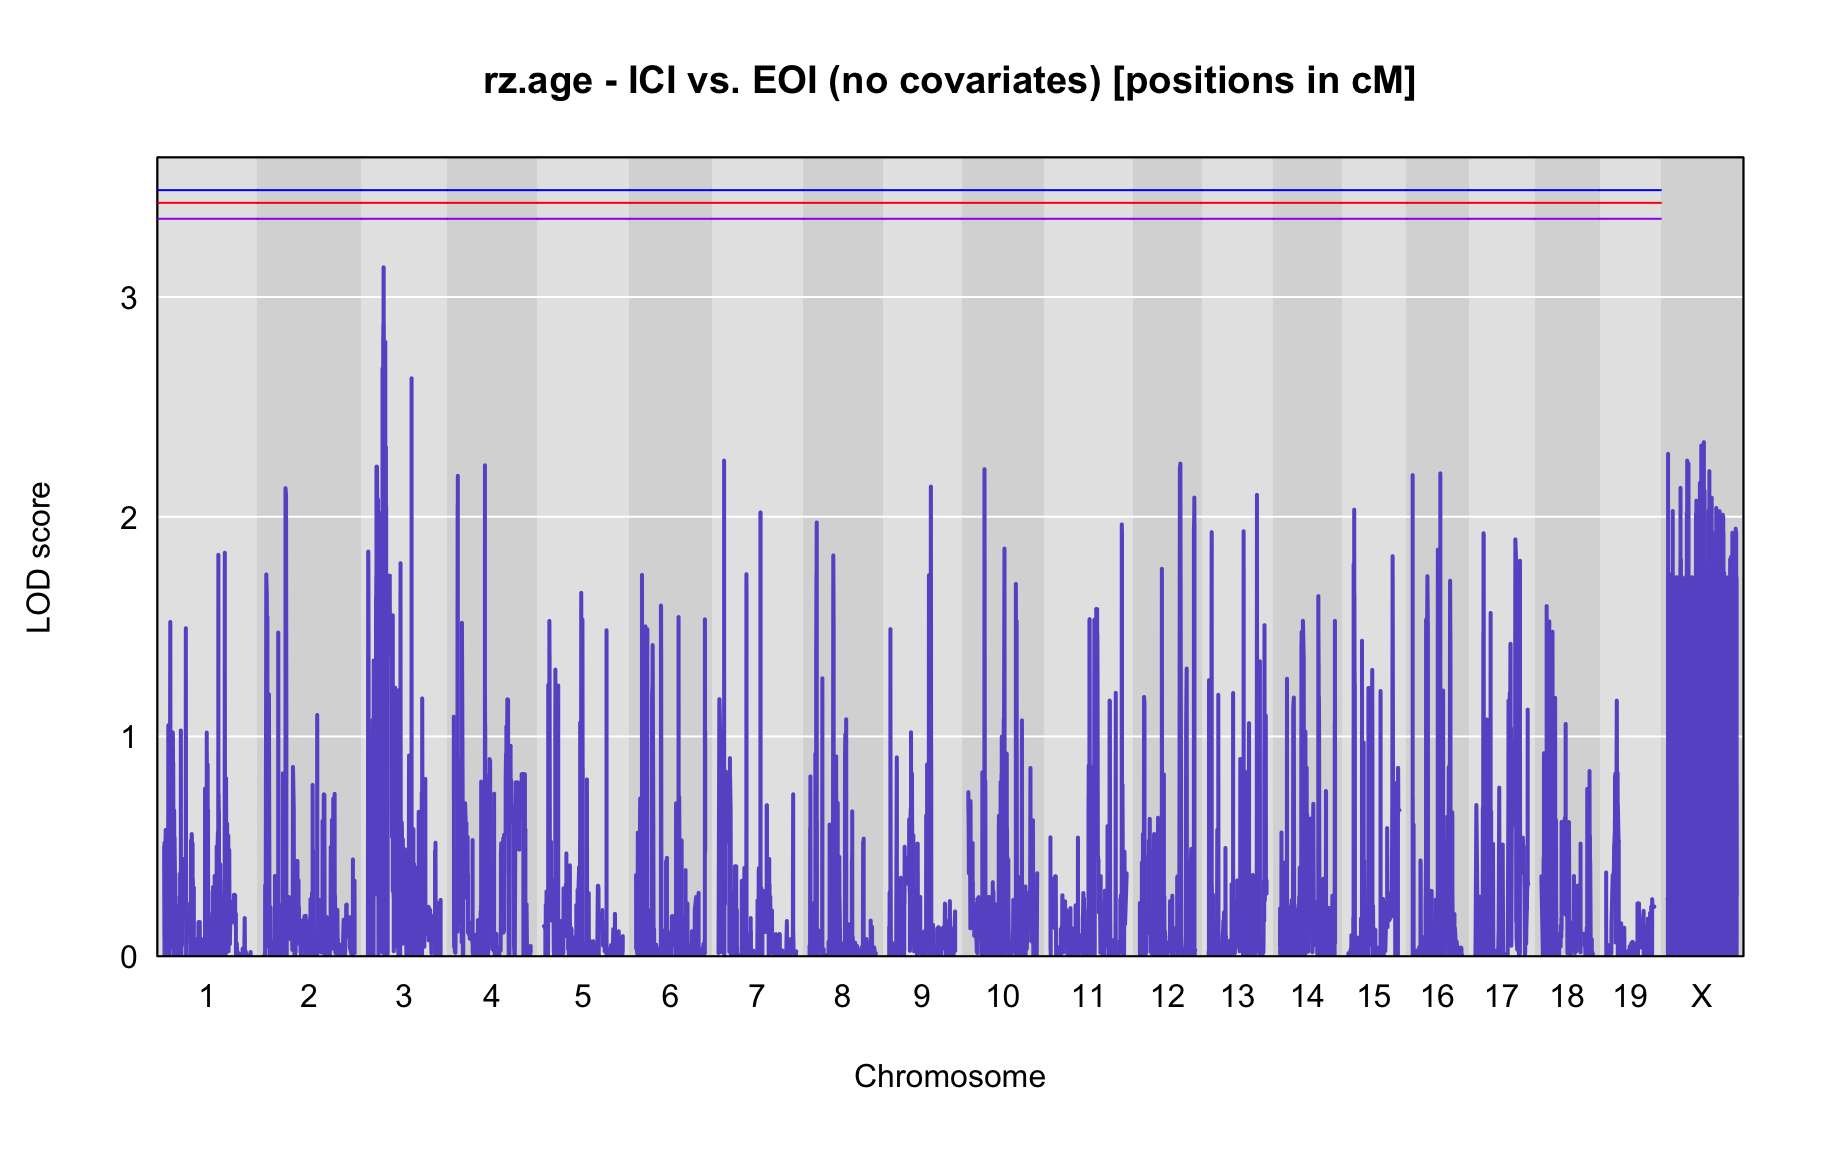 rz.age - ICI vs. EOI (no covariates) [positions in cM]
LOD score
3
2
1
0
1 2 3 4 5 6 7 8 9 10 11 12 13 14 15 16 17 18 19 X
Chromosome